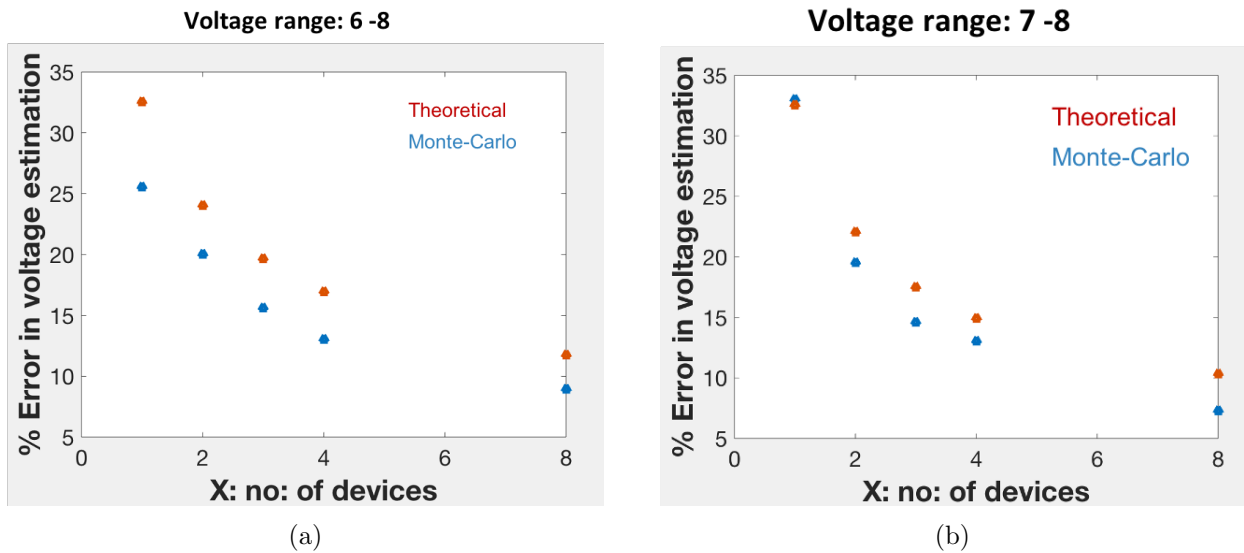 Voltage range: 6 -8
35
30
25
20
15
10
5
0
2
4
6
8
% Error in voltage estimation
X: no: of devices
Theoretical
Monte-Carlo
(a)
Voltage range: 7 -8
35
30
25
20
15
10
5
0
2
4
6
8
% Error in voltage estimation
X: no: of devices
Theoretical
Monte-Carlo
(b)